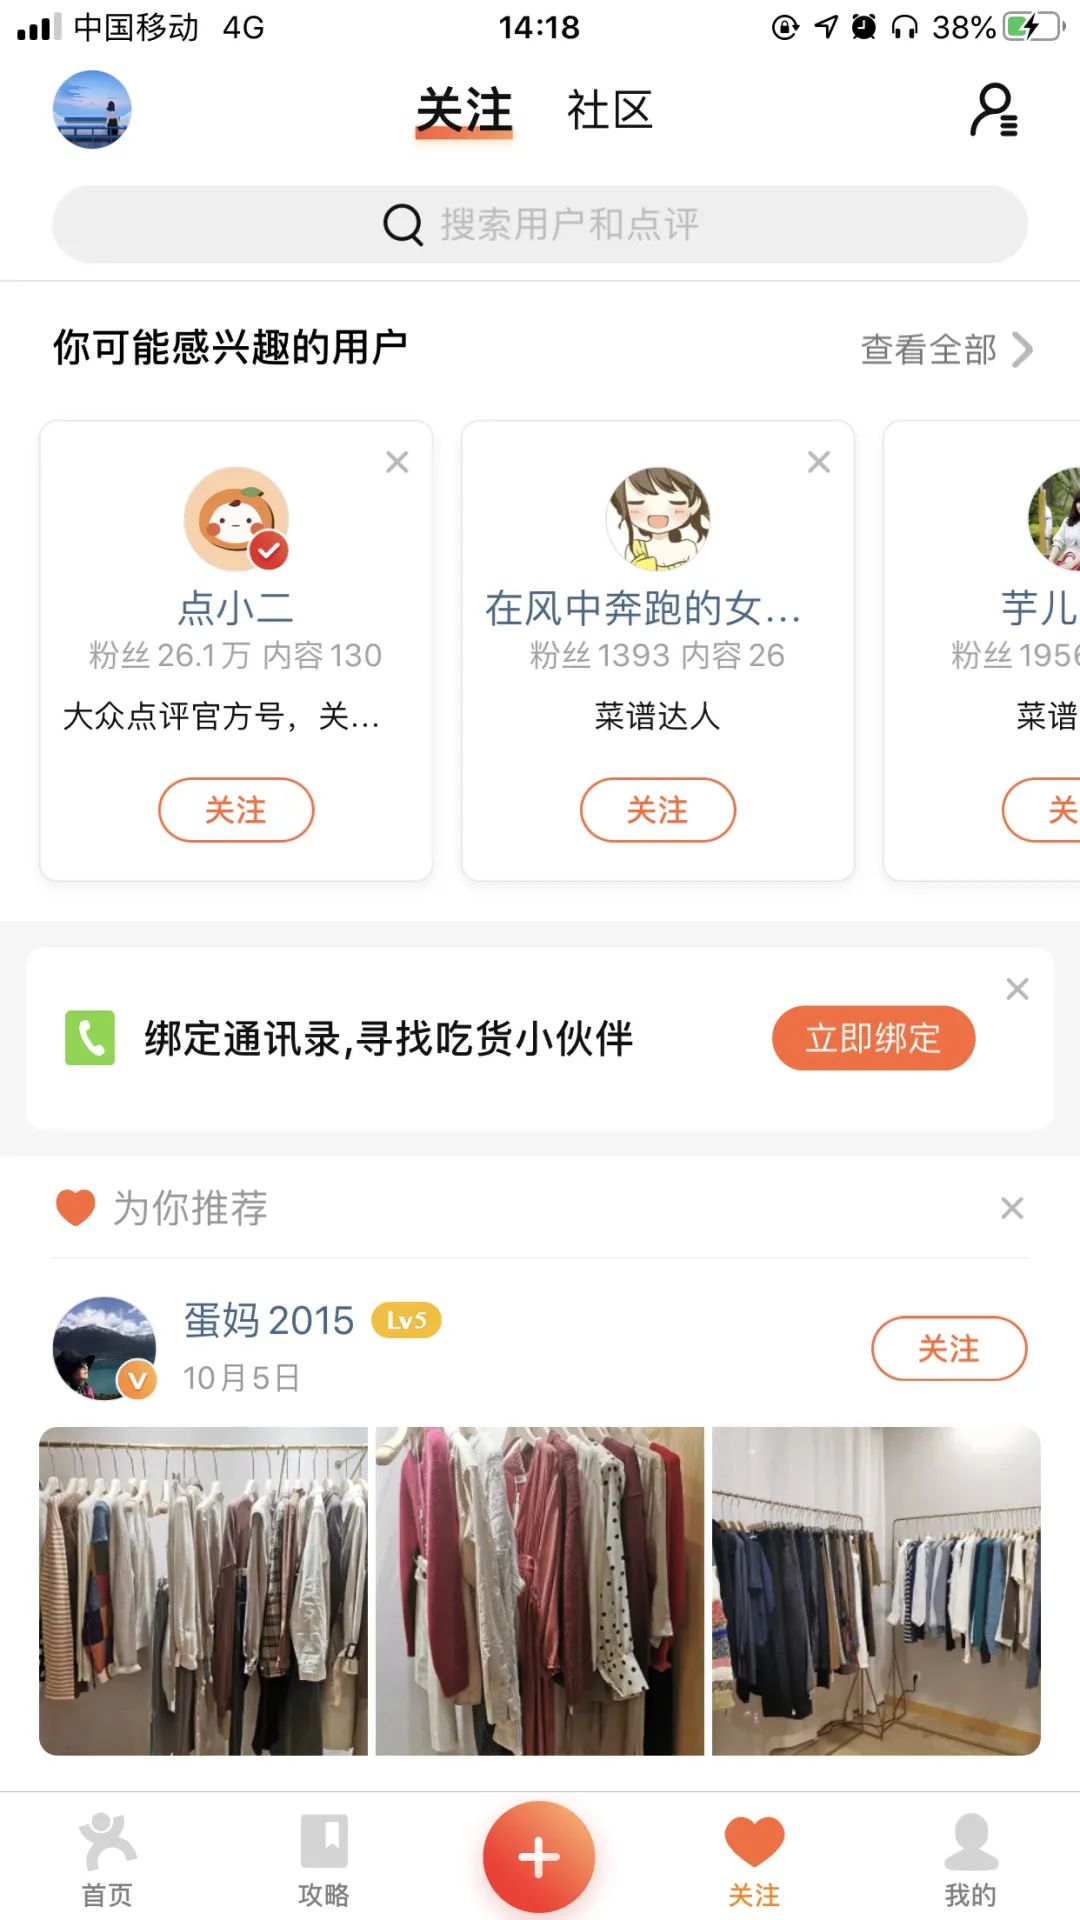 中国移动 4G 14:18 38%
关注 社区
搜索用户和点评
你可能感兴趣的用户 查看全部
点小二 在风中奔跑的女... 芋儿
粉丝 26.1万 内容 130 粉丝 1393 内容 26 粉丝 1956
大众点评官方号，关... 菜谱达人 菜谱
关注 关注 关
绑定通讯录,寻找吃货小伙伴 立即绑定
为你推荐
蛋妈2015 Lv5
V
10月5日
关注
首页 攻略 关注 我的